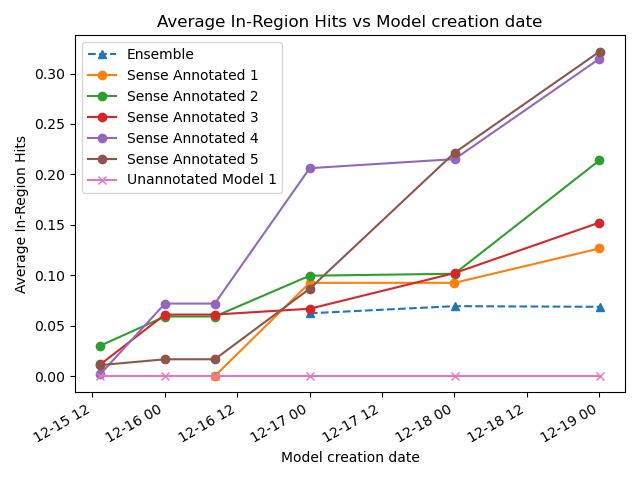 Average In-Region Hits vs Model creation date
Ensemble
Sense Annotated 1
Sense Annotated 2
Sense Annotated 3
Sense Annotated 4
Sense Annotated 5
Unannotated Model 1
Average In-Region Hits
0.30
0.25
0.20
0.15
0.10
0.05
0.00
12-15 12
12-16 00
12-16 12
12-17 00
12-17 12
12-18 00
12-18 12
12-19 00
Model creation date